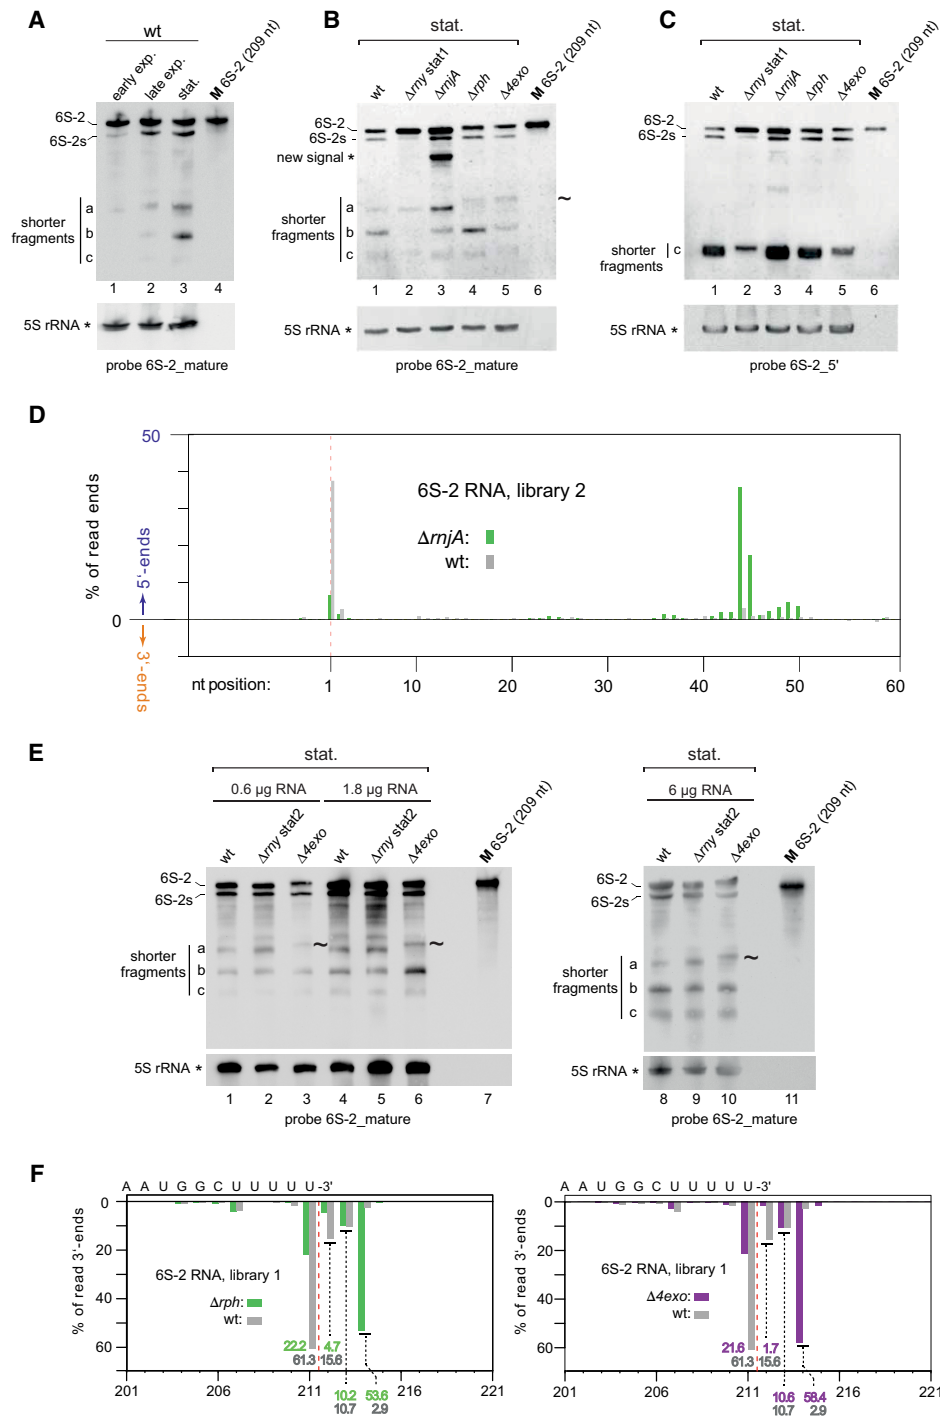 A
wt
early exp.
late exp.
stat.
M 6S-2 (209 nt)
6S-2
6S-2s
shorter
fragments
a
b
c
1 2 3 4
5S rRNA *
probe 6S-2_mature
B
stat.
wt
Δrny stat1
ΔrnjA
Δrph
Δ4exo
M 6S-2 (209 nt)
6S-2
6S-2s
new signal *
~
shorter
fragments
a
b
c
1 2 3 4 5 6
5S rRNA *
probe 6S-2_mature
C
stat.
wt
Δrny stat1
ΔrnjA
Δrph
Δ4exo
M 6S-2 (209 nt)
6S-2
6S-2s
shorter
fragments
c
1 2 3 4 5 6
5S rRNA *
probe 6S-2_5'
D
50
% of read ends
0
5'-ends
3'-ends
6S-2 RNA, library 2
ΔrnjA:
wt:
nt position: 1 10 20 30 40 50 60
E
stat.
0.6 µg RNA 1.8 µg RNA
wt
Δrny stat2
Δ4exo
wt
Δrny stat2
Δ4exo
M 6S-2 (209 nt)
6S-2
6S-2s
shorter
fragments
a
b
c
~ ~
5S rRNA *
1 2 3 4 5 6 7
probe 6S-2_mature
stat.
6 µg RNA
wt
Δrny stat2
Δ4exo
M 6S-2 (209 nt)
6S-2
6S-2s
shorter
fragments
a
b
c
~
5S rRNA *
8 9 10 11
probe 6S-2_mature
F
A A U G G C U U U U U-3'
0
20
40
60
% of read 3'-ends
6S-2 RNA, library 1
Δrph:
wt:
22.2 4.7
61.3 15.6
10.2 53.6
10.7 2.9
201 206 211 216 221
A A U G G C U U U U U-3'
0
20
40
60
% of read 3'-ends
6S-2 RNA, library 1
Δ4exo:
wt:
21.6 1.7
61.3 15.6
10.6 58.4
10.7 2.9
201 206 211 216 221